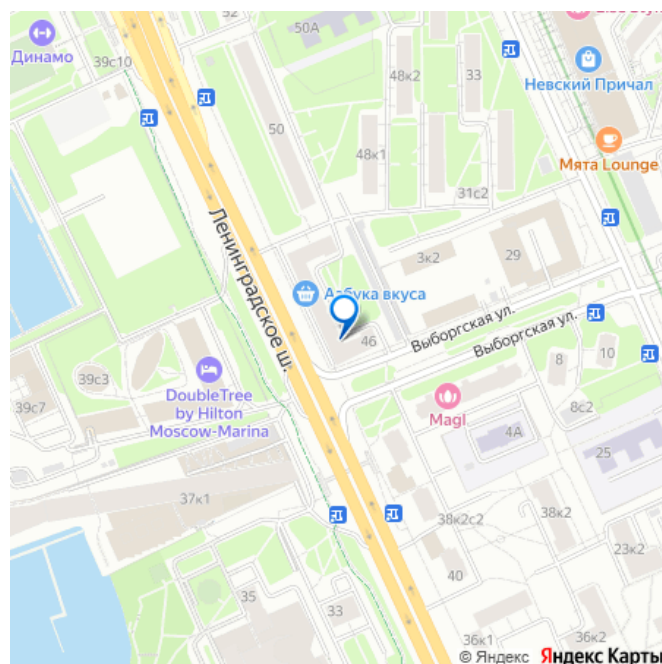 52
50А
Динамо
39с10
48к2
33
Невский Причал
50
48к1
Мята Lounge
31с2
Ленинградское ш.
3к2
29
Азбука вкуса
Выборгская ул.
46
Выборгская ул.
39с3
8
10
DoubleTree
by Hilton
Moscow-Marina
39с7
Magl
8с2
4А
25
37к1
38к2с2
38к2
23к2
40
35
33
36к1
36к2
© Яндекс Яндекс Карты